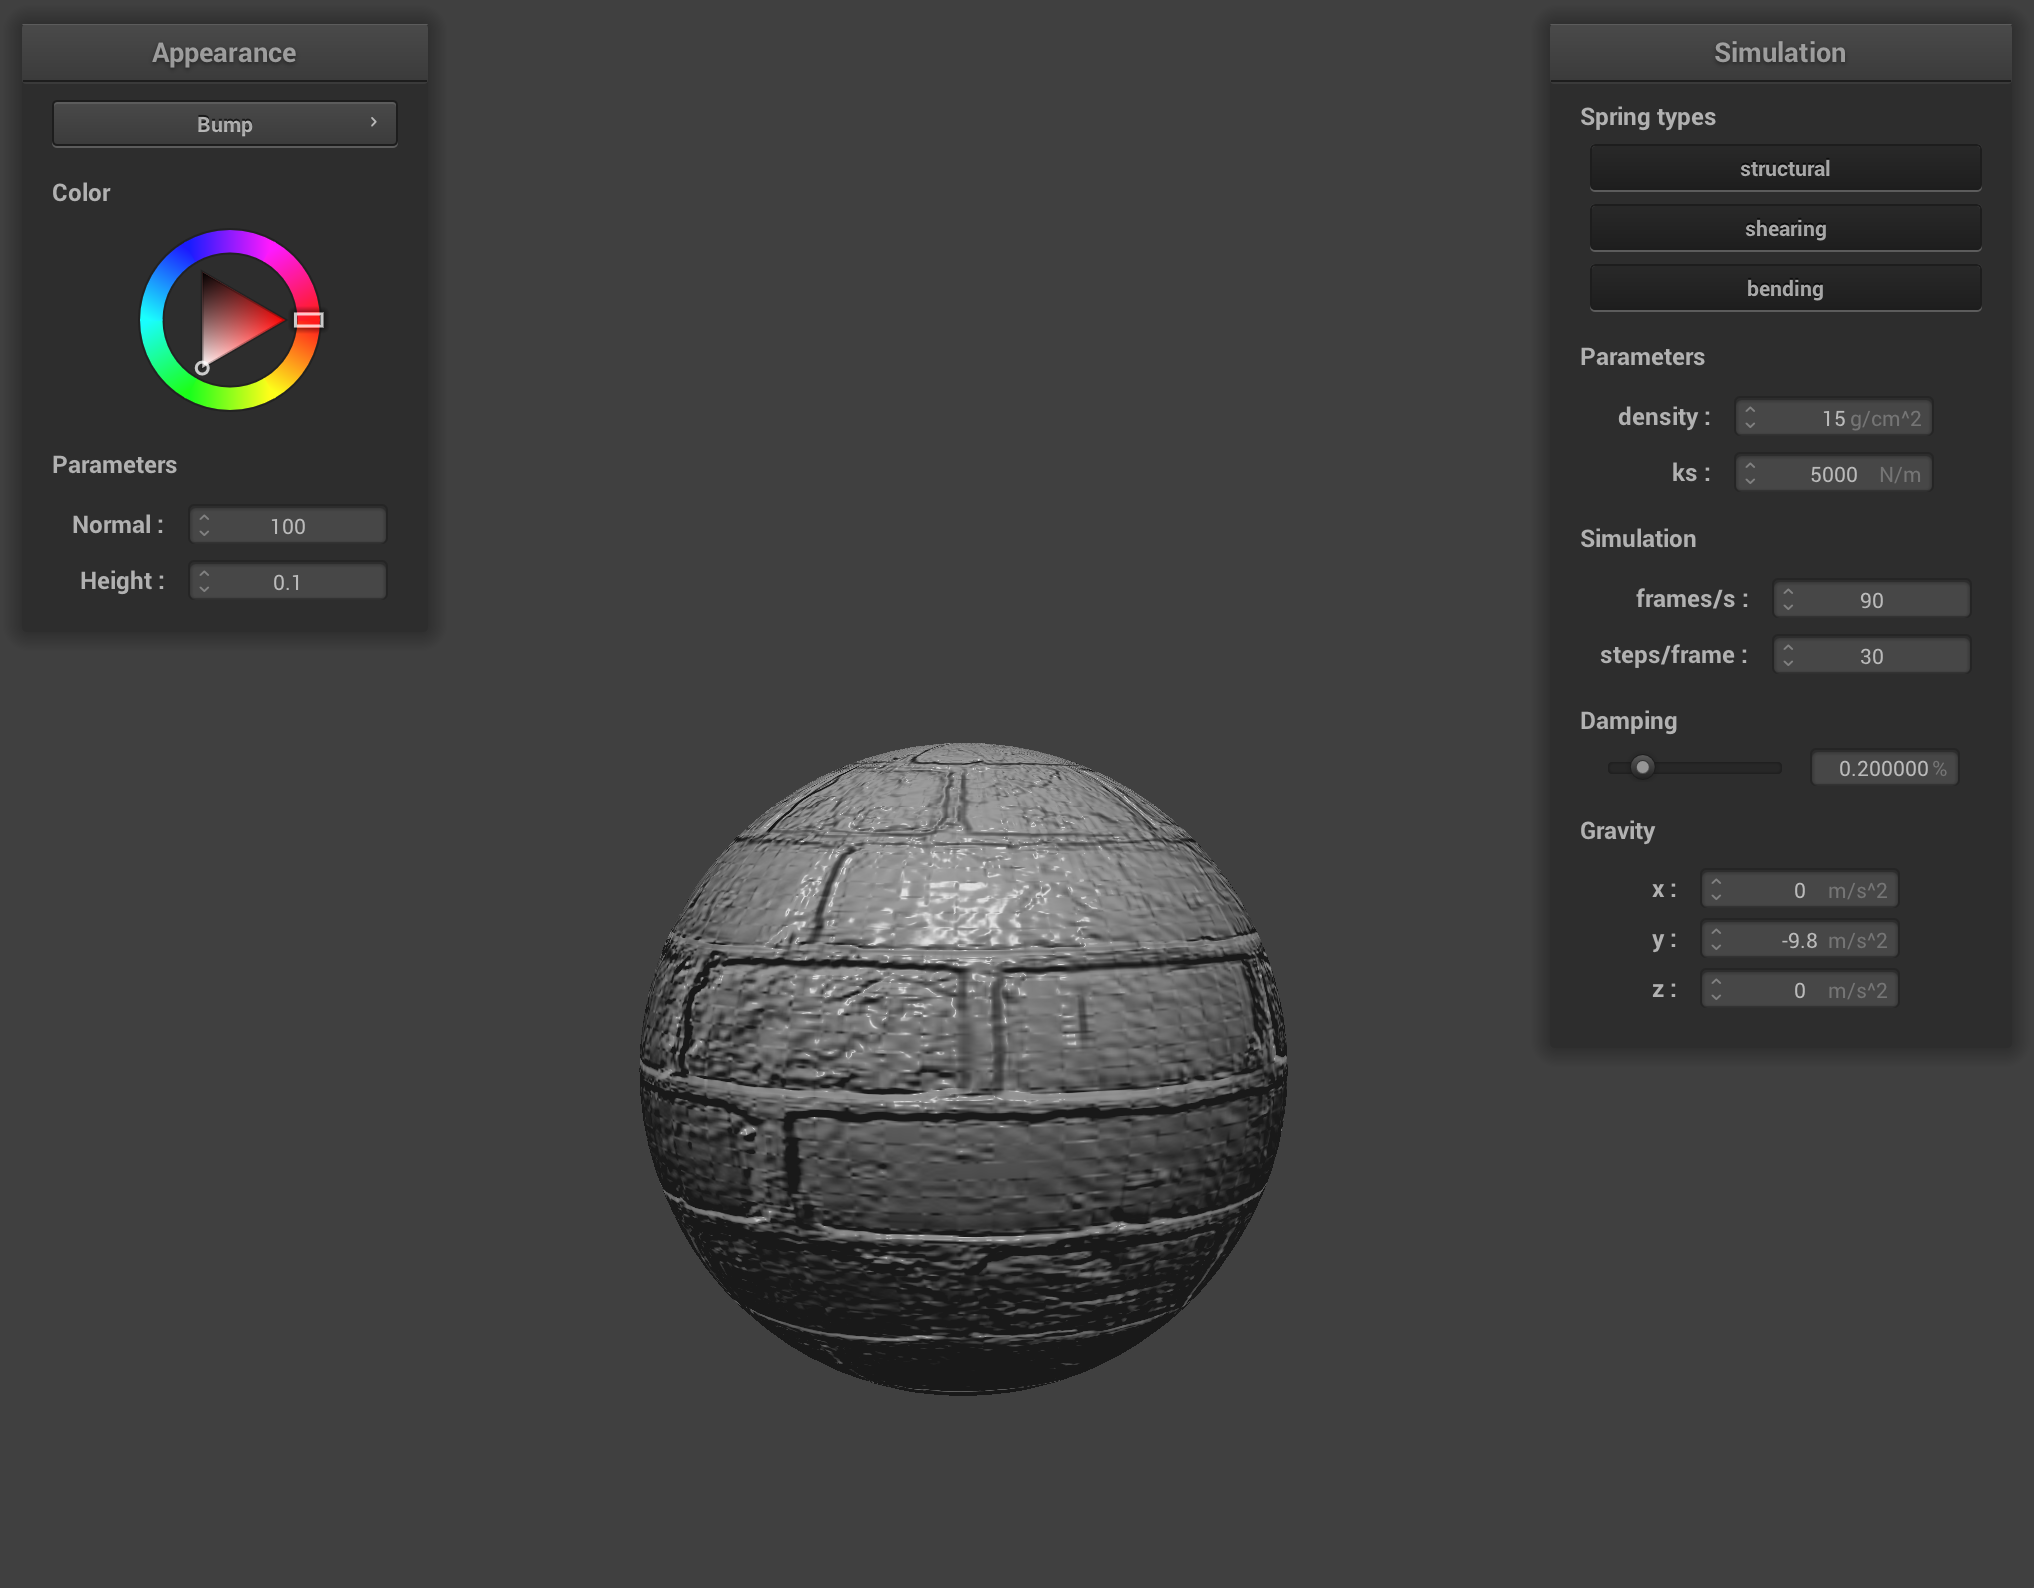 Appearance
Bump
Color
Parameters
Normal : 100
Height : 0.1
Simulation
Spring types
structural
shearing
bending
Parameters
density : 15 g/cm^2
ks : 5000 N/m
Simulation
frames/s : 90
steps/frame : 30
Damping
0.200000 %
Gravity
x : 0 m/s^2
y : -9.8 m/s^2
z : 0 m/s^2